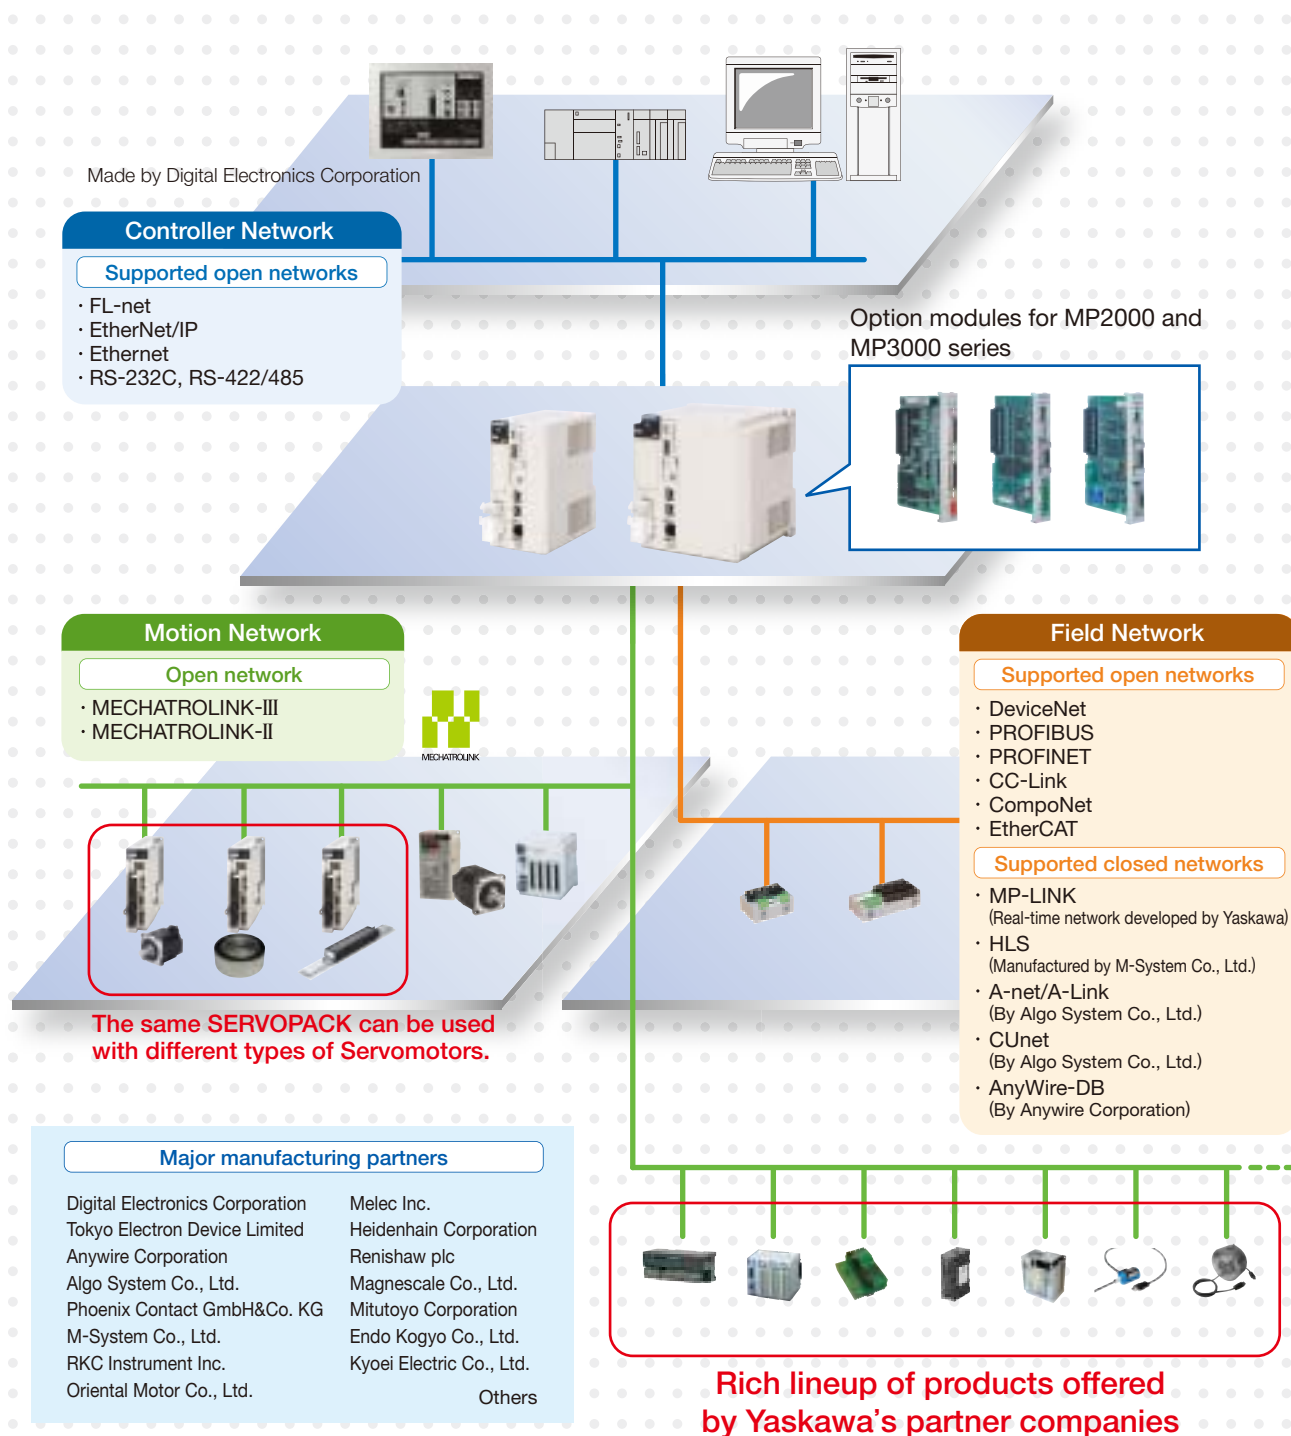 Made by Digital Electronics Corporation
Controller Network
Supported open networks
・FL-net
・EtherNet/IP
・Ethernet
・RS-232C, RS-422/485
Option modules for MP2000 and
MP3000 series
Motion Network
Open network
・MECHATROLINK-III
・MECHATROLINK-II
MECHATROLINK
Field Network
Supported open networks
・DeviceNet
・PROFIBUS
・PROFINET
・CC-Link
・CompoNet
・EtherCAT
Supported closed networks
・MP-LINK
(Real-time network developed by Yaskawa)
・HLS
(Manufactured by M-System Co., Ltd.)
・A-net/A-Link
(By Algo System Co., Ltd.)
・CUnet
(By Algo System Co., Ltd.)
・AnyWire-DB
(By Anywire Corporation)
The same SERVOPACK can be used
with different types of Servomotors.
Major manufacturing partners
Digital Electronics Corporation
Tokyo Electron Device Limited
Anywire Corporation
Algo System Co., Ltd.
Phoenix Contact GmbH&Co. KG
M-System Co., Ltd.
RKC Instrument Inc.
Oriental Motor Co., Ltd.
Melec Inc.
Heidenhain Corporation
Renishaw plc
Magnescale Co., Ltd.
Mitutoyo Corporation
Endo Kogyo Co., Ltd.
Kyoei Electric Co., Ltd.
Others
Rich lineup of products offered
by Yaskawa's partner companies